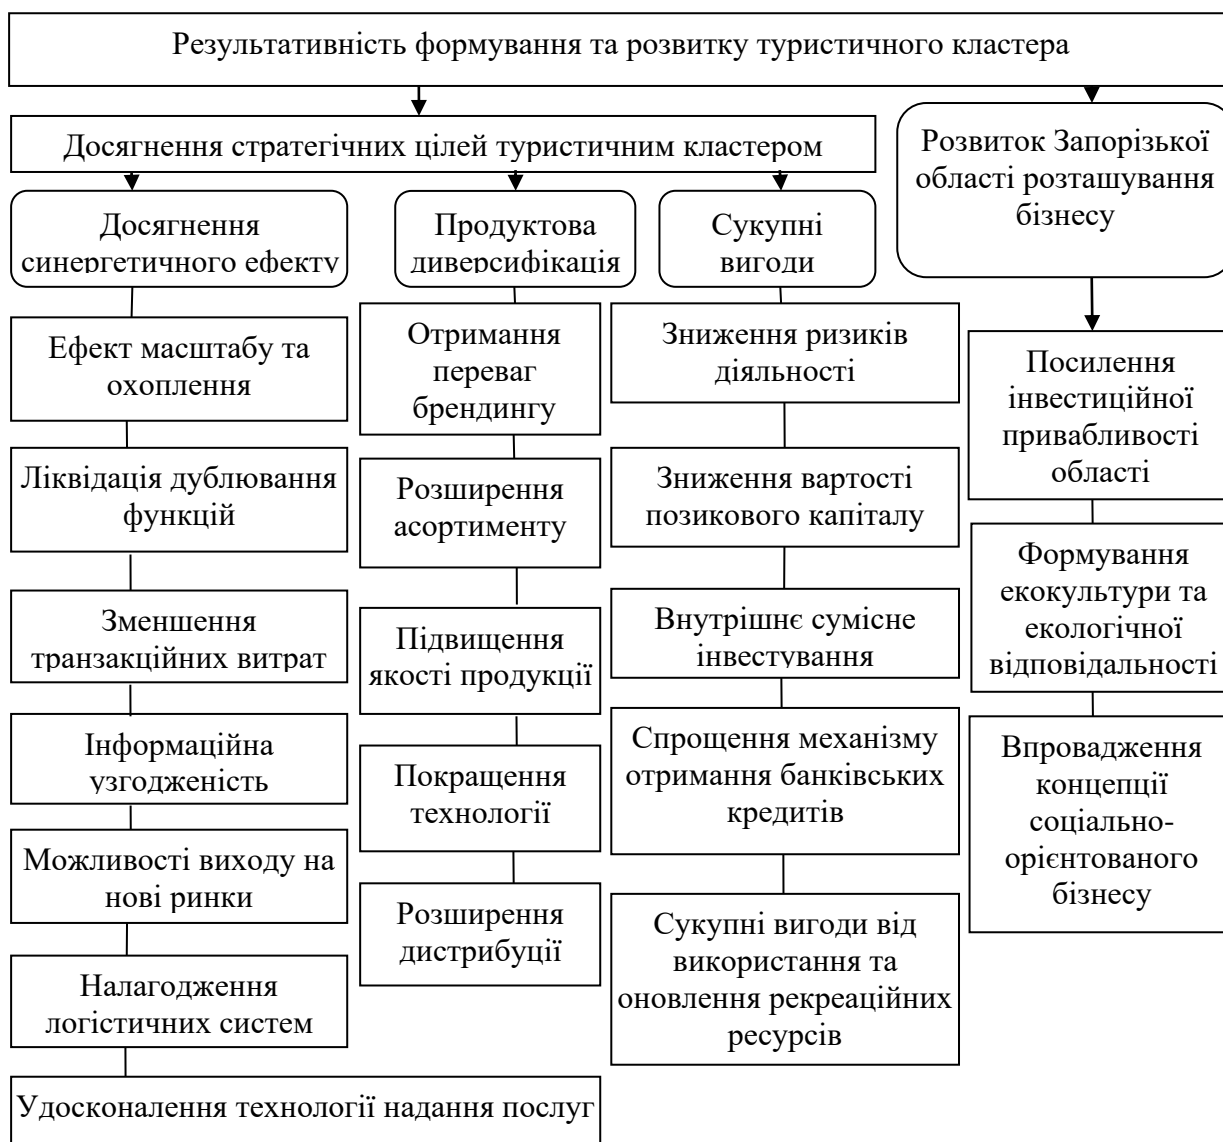 Результативність формування та розвитку туристичного кластера
Досягнення стратегічних цілей туристичним кластером
Розвиток Запорізької
області розташування
бізнесу
Досягнення
синергетичного ефекту
Продуктова
диверсифікація
Сукупні
вигоди
Ефект масштабу та
охоплення
Ліквідація дублювання
функцій
Зменшення
транзакційних витрат
Інформаційна
узгодженість
Можливості виходу на
нові ринки
Налагодження
логістичних систем
Удосконалення технології надання послуг
Отримання
переваг
брендингу
Розширення
асортименту
Підвищення
якості продукції
Покращення
технології
Розширення
дистрибуції
Зниження ризиків
діяльності
Зниження вартості
позикового капіталу
Внутрішнє сумісне
інвестування
Спрощення механізму
отримання банківських
кредитів
Сукупні вигоди від
використання та
оновлення рекреаційних
ресурсів
Посилення
інвестиційної
привабливості
області
Формування
екокультури та
екологічної
відповідальності
Впровадження
концепції
соціально-
орієнтованого
бізнесу